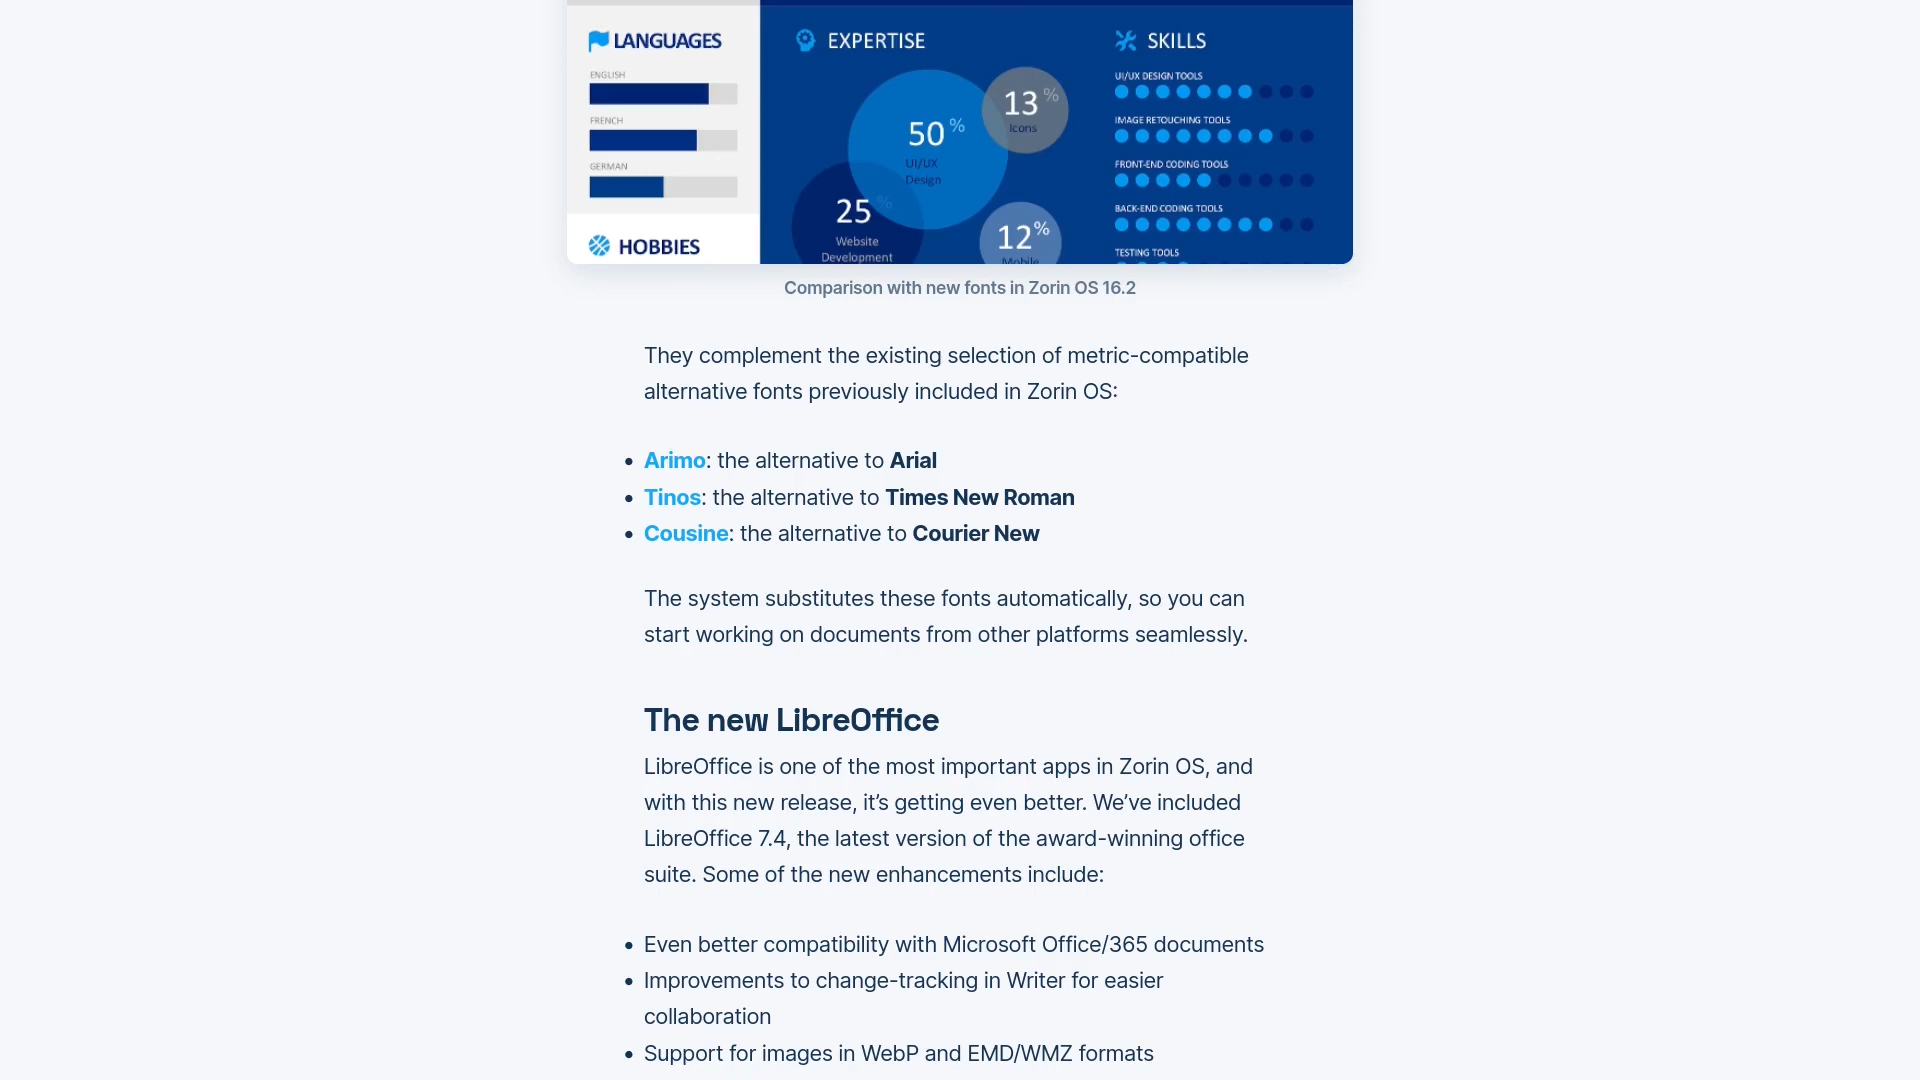 LANGUAGES
ENGLISH
FRENCH
GERMAN
HOBBIES
EXPERTISE
50 %
UI/UX
Design
13 %
Icons
25 %
Website
Development
12 %
Mobile
SKILLS
UI/UX DESIGN TOOLS
IMAGE RETOUCHING TOOLS
FRONT-END CODING TOOLS
BACK-END CODING TOOLS
TESTING TOOLS
Comparison with new fonts in Zorin OS 16.2
They complement the existing selection of metric-compatible
alternative fonts previously included in Zorin OS:
• Arimo: the alternative to Arial
• Tinos: the alternative to Times New Roman
• Cousine: the alternative to Courier New
The system substitutes these fonts automatically, so you can
start working on documents from other platforms seamlessly.
The new LibreOffice
LibreOffice is one of the most important apps in Zorin OS, and
with this new release, it’s getting even better. We’ve included
LibreOffice 7.4, the latest version of the award-winning office
suite. Some of the new enhancements include:
• Even better compatibility with Microsoft Office/365 documents
• Improvements to change-tracking in Writer for easier
collaboration
• Support for images in WebP and EMD/WMZ formats